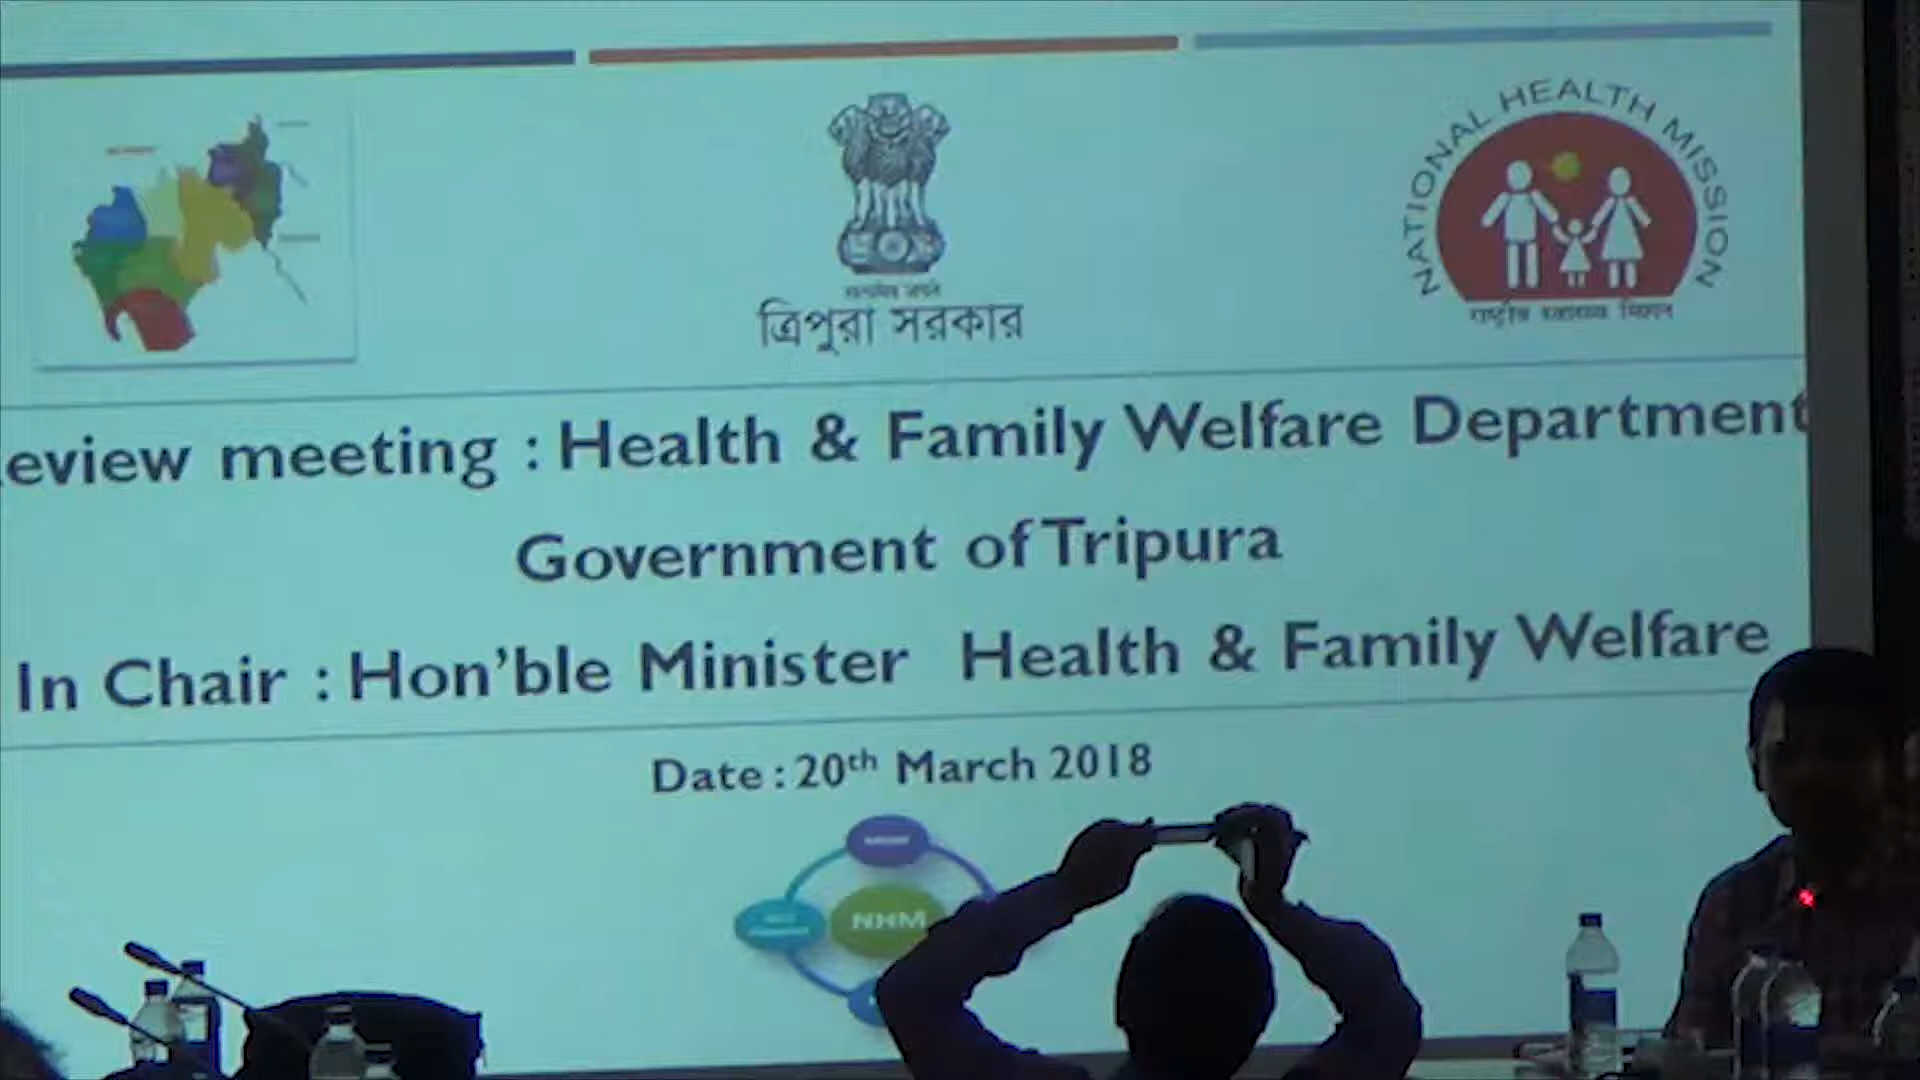 NATIONAL HEALTH MISSION
ত্রিপুরা সরকার
eview meeting : Health & Family Welfare Department
Government of Tripura
In Chair : Hon'ble Minister Health & Family Welfare
Date : 20th March 2018
NHM